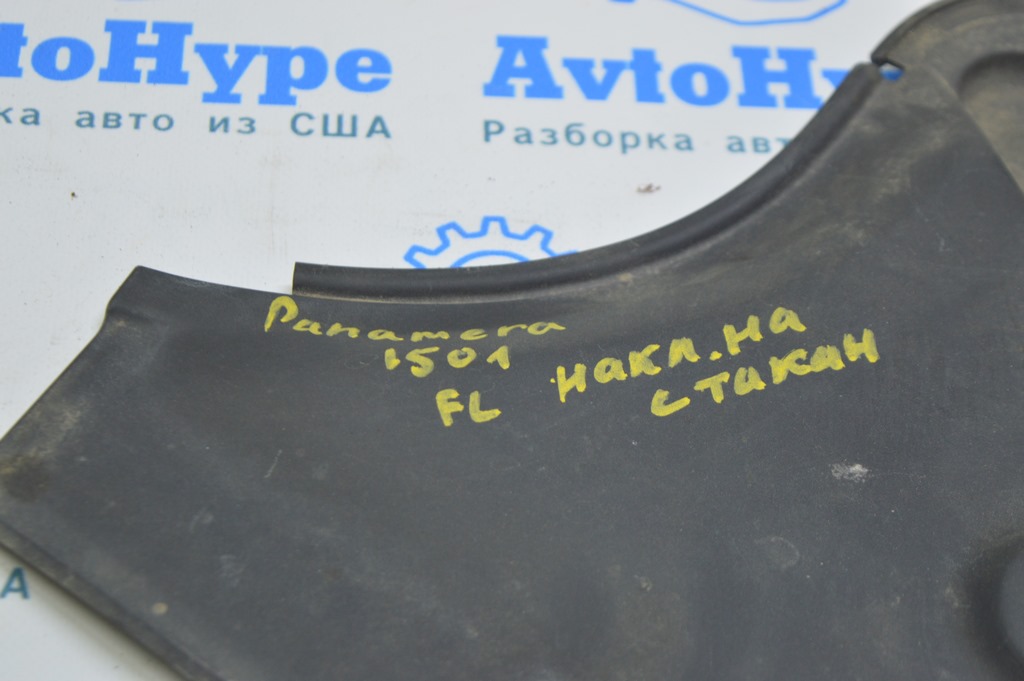 toHype
AvtoHy
ка авто из США
Разборка авт
Panamera
1501
FL
накл. на
стакан
А